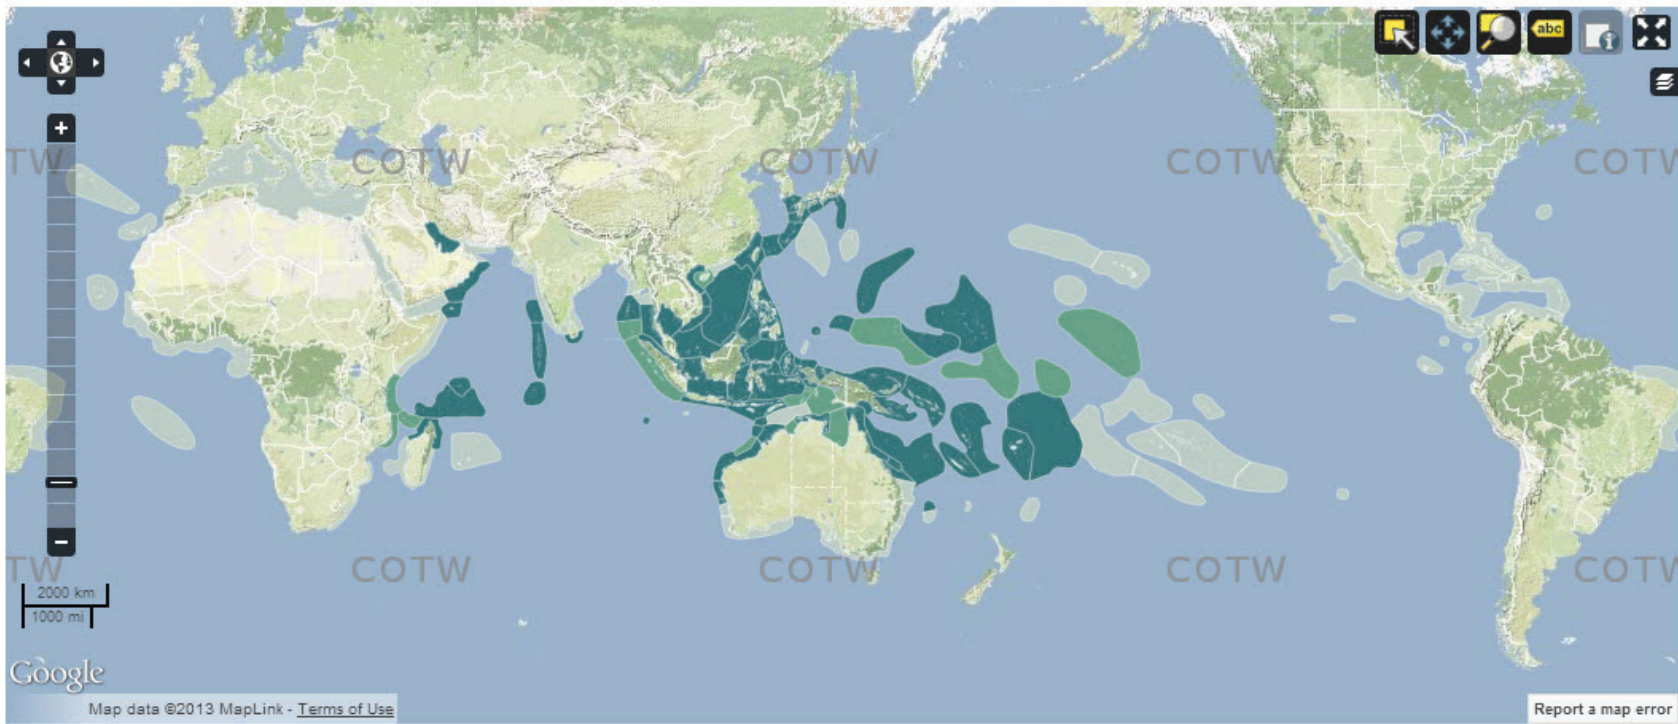 abc
TW COTW COTW COTW COTW
TW COTW COTW COTW COTW
2000 km
1000 mi
Google
Map data ©2013 MapLink - Terms of Use
Report a map error